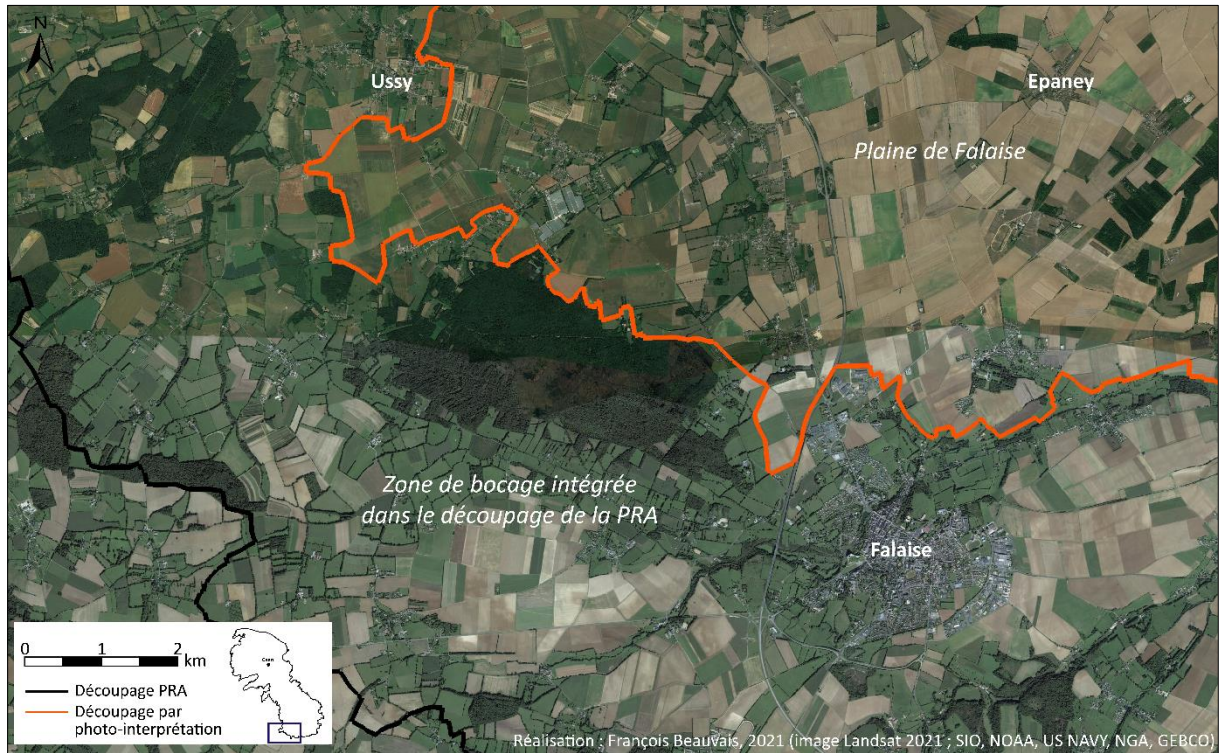 N
Ussy
Epaney
Plaine de Falaise
Zone de bocage intégrée
dans le découpage de la PRA
Falaise
0 1 2
km
Caen
Découpage PRA
Découpage par
photo-interprétation
Réalisation : François Beauvais, 2021 (image Landsat 2021 ; SIO, NOAA, US NAVY, NGA, GEBCO)